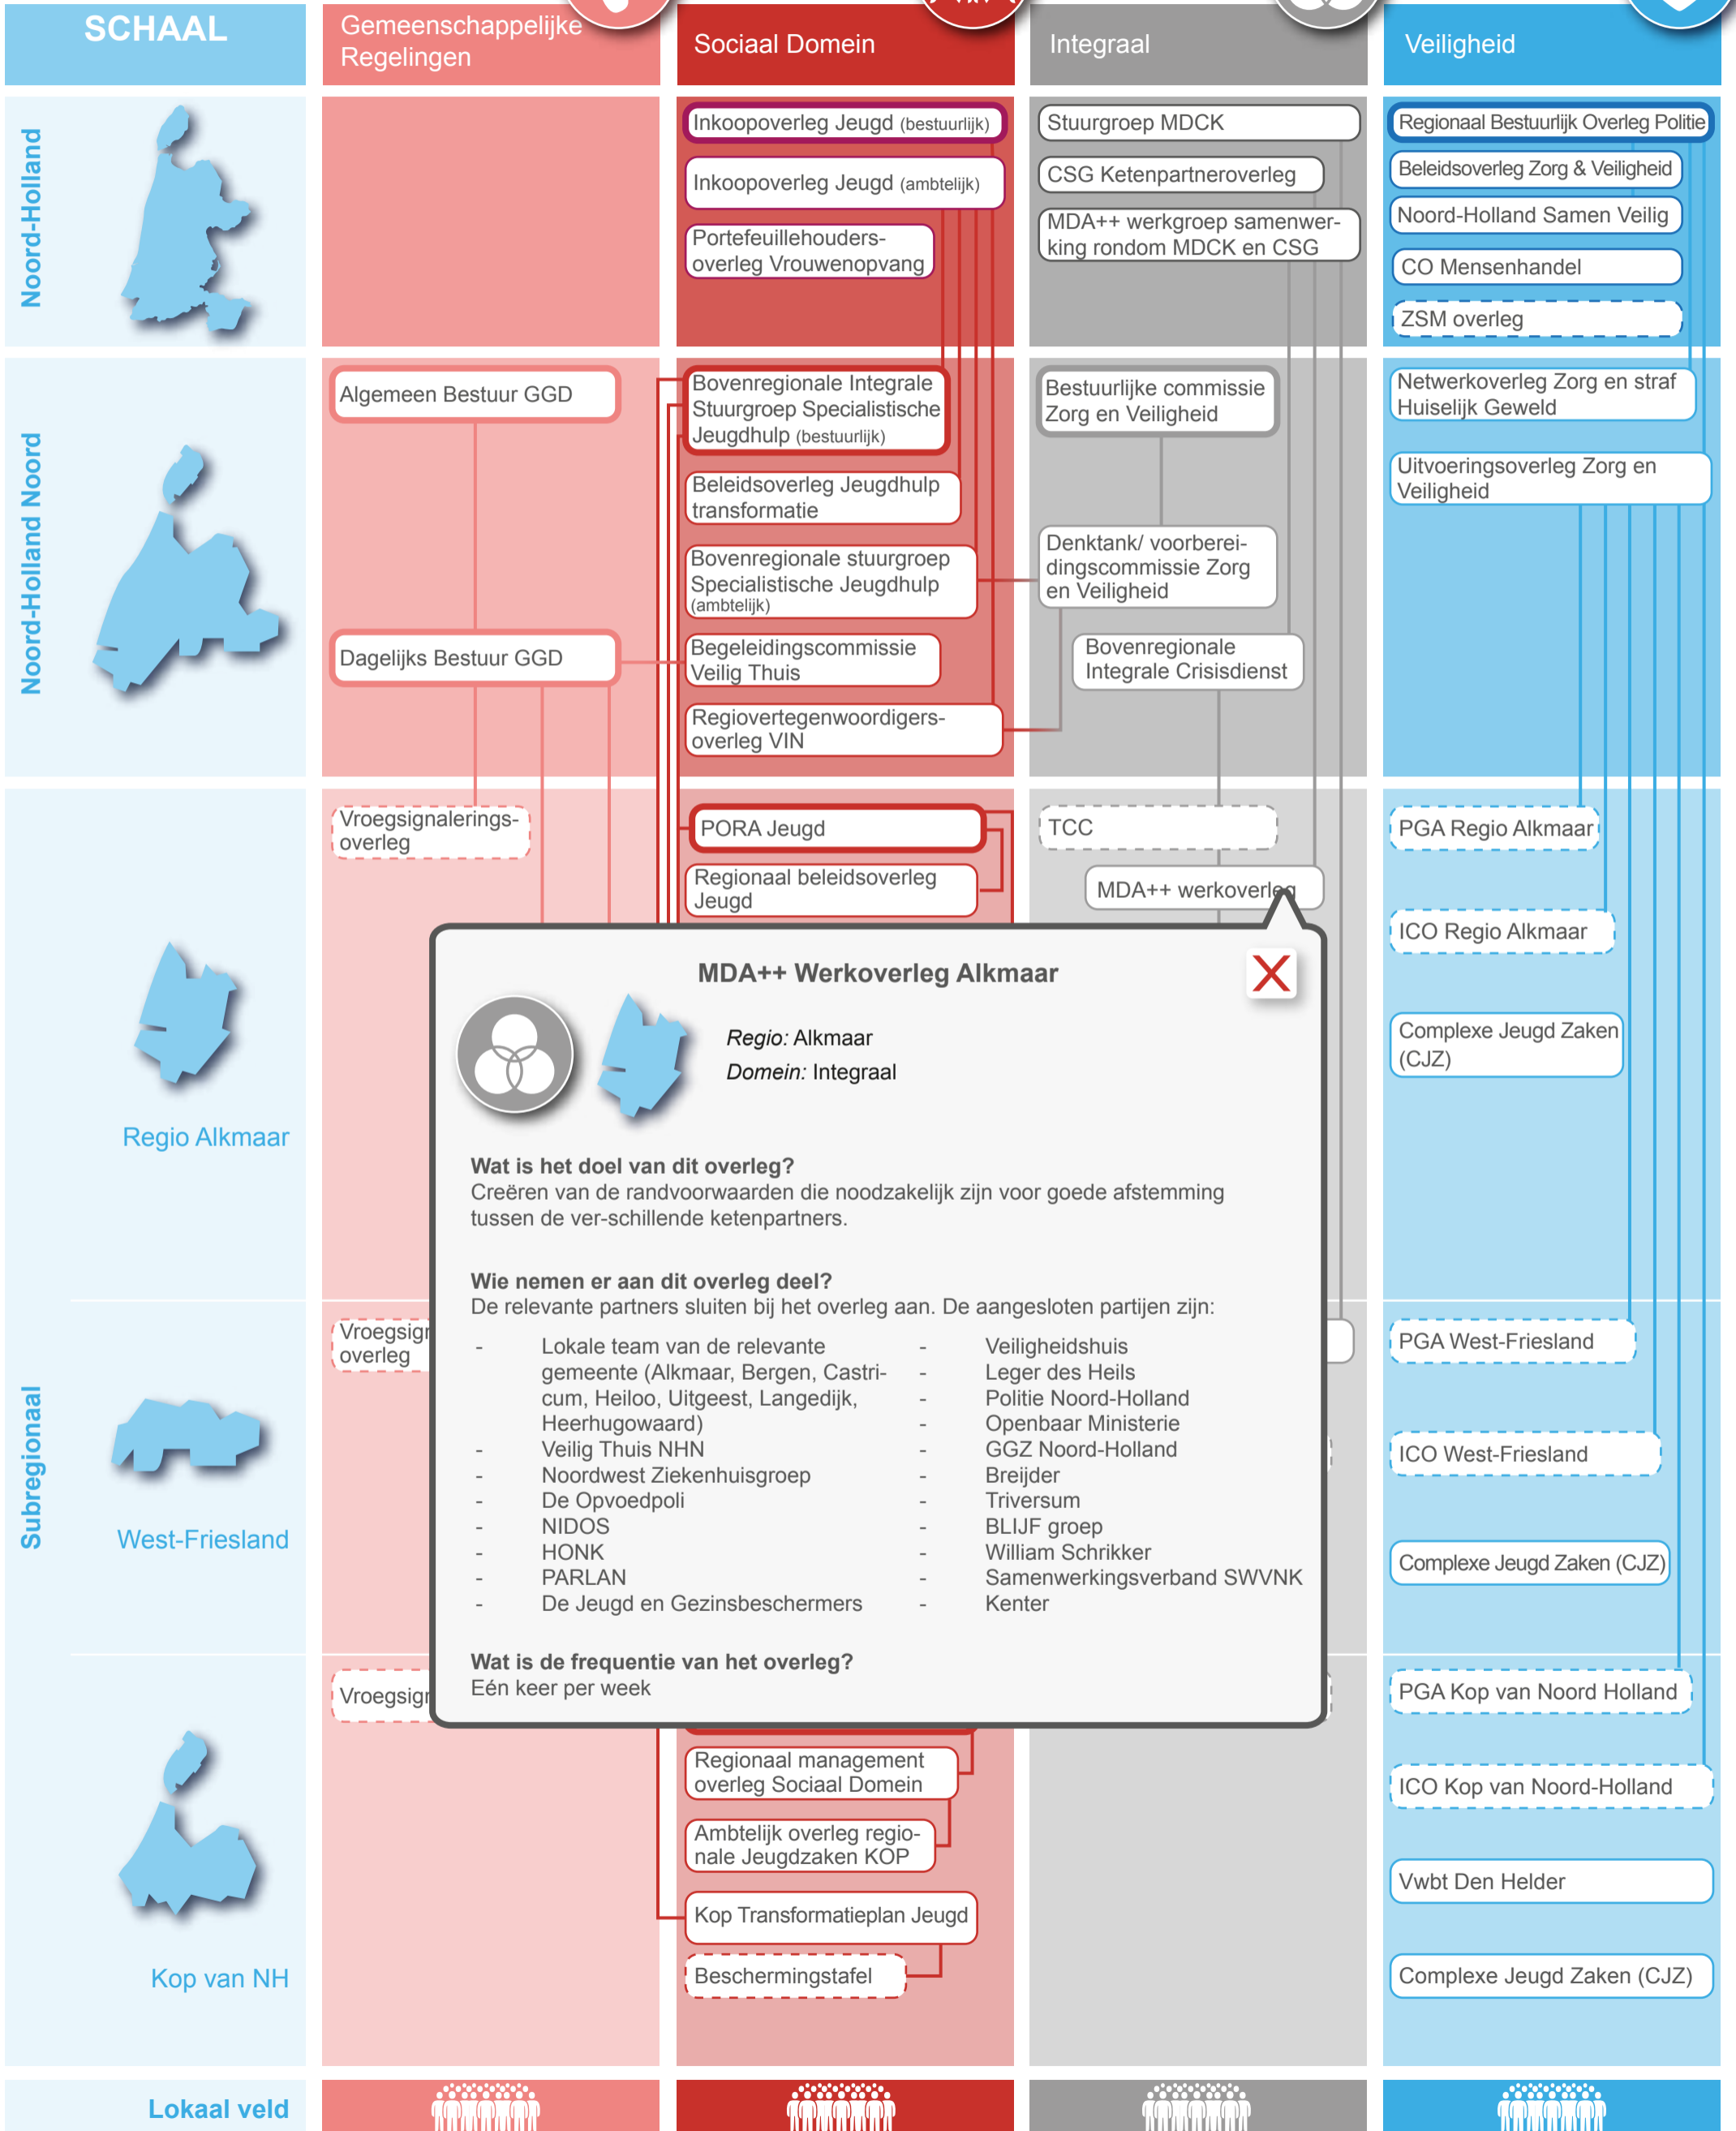 SCHAAL
Gemeenschappelijke
Regelingen
Sociaal Domein
Integraal
Veiligheid
Noord-Holland
Inkoopoverleg Jeugd (bestuurlijk)
Inkoopoverleg Jeugd (ambtelijk)
Portefeuillehouders-
overleg Vrouwenopvang
Stuurgroep MDCK
CSG Ketenpartneroverleg
MDA++ werkgroep samenwer-
king rondom MDCK en CSG
Regionaal Bestuurlijk Overleg Politie
Beleidsoverleg Zorg & Veiligheid
Noord-Holland Samen Veilig
CO Mensenhandel
ZSM overleg
Noord-Holland Noord
Algemeen Bestuur GGD
Dagelijks Bestuur GGD
Bovenregionale Integrale
Stuurgroep Specialistische
Jeugdhulp (bestuurlijk)
Beleidsoverleg Jeugdhulp
transformatie
Bovenregionale stuurgroep
Specialistische Jeugdhulp
(ambtelijk)
Begeleidingscommissie
Veilig Thuis
Regiovertegenwoordigers-
overleg VIN
Bestuurlijke commissie
Zorg en Veiligheid
Denktank/ voorberei-
dingscommissie Zorg
en Veiligheid
Bovenregionale
Integrale Crisisdienst
Netwerkoverleg Zorg en straf
Huiselijk Geweld
Uitvoeringsoverleg Zorg en
Veiligheid
Subregionaal
Regio Alkmaar
Vroegsignalerings-
overleg
PORA Jeugd
Regionaal beleidsoverleg
Jeugd
TCC
MDA++ werkoverleg
PGA Regio Alkmaar
ICO Regio Alkmaar
Complexe Jeugd Zaken
(CJZ)
MDA++ Werkoverleg Alkmaar
X
Regio: Alkmaar
Domein: Integraal
Wat is het doel van dit overleg?
Creëren van de randvoorwaarden die noodzakelijk zijn voor goede afstemming
tussen de ver-schillende ketenpartners.
Wie nemen er aan dit overleg deel?
De relevante partners sluiten bij het overleg aan. De aangesloten partijen zijn:
- Lokale team van de relevante
gemeente (Alkmaar, Bergen, Castri-
cum, Heiloo, Uitgeest, Langedijk,
Heerhugowaard)
- Veilig Thuis NHN
- Noordwest Ziekenhuisgroep
- De Opvoedpoli
- NIDOS
- HONK
- PARLAN
- De Jeugd en Gezinsbeschermers
- Veiligheidshuis
- Leger des Heils
- Politie Noord-Holland
- Openbaar Ministerie
- GGZ Noord-Holland
- Breijder
- Triversum
- BLIJF groep
- William Schrikker
- Samenwerkingsverband SWVNK
- Kenter
Wat is de frequentie van het overleg?
Eén keer per week
West-Friesland
Vroegsigr
overleg
PGA West-Friesland
ICO West-Friesland
Complexe Jeugd Zaken (CJZ)
Kop van NH
Vroegsigr
Regionaal management
overleg Sociaal Domein
Ambtelijk overleg regio-
nale Jeugdzaken KOP
Kop Transformatieplan Jeugd
Beschermingstafel
PGA Kop van Noord Holland
ICO Kop van Noord-Holland
Vwbt Den Helder
Complexe Jeugd Zaken (CJZ)
Lokaal veld